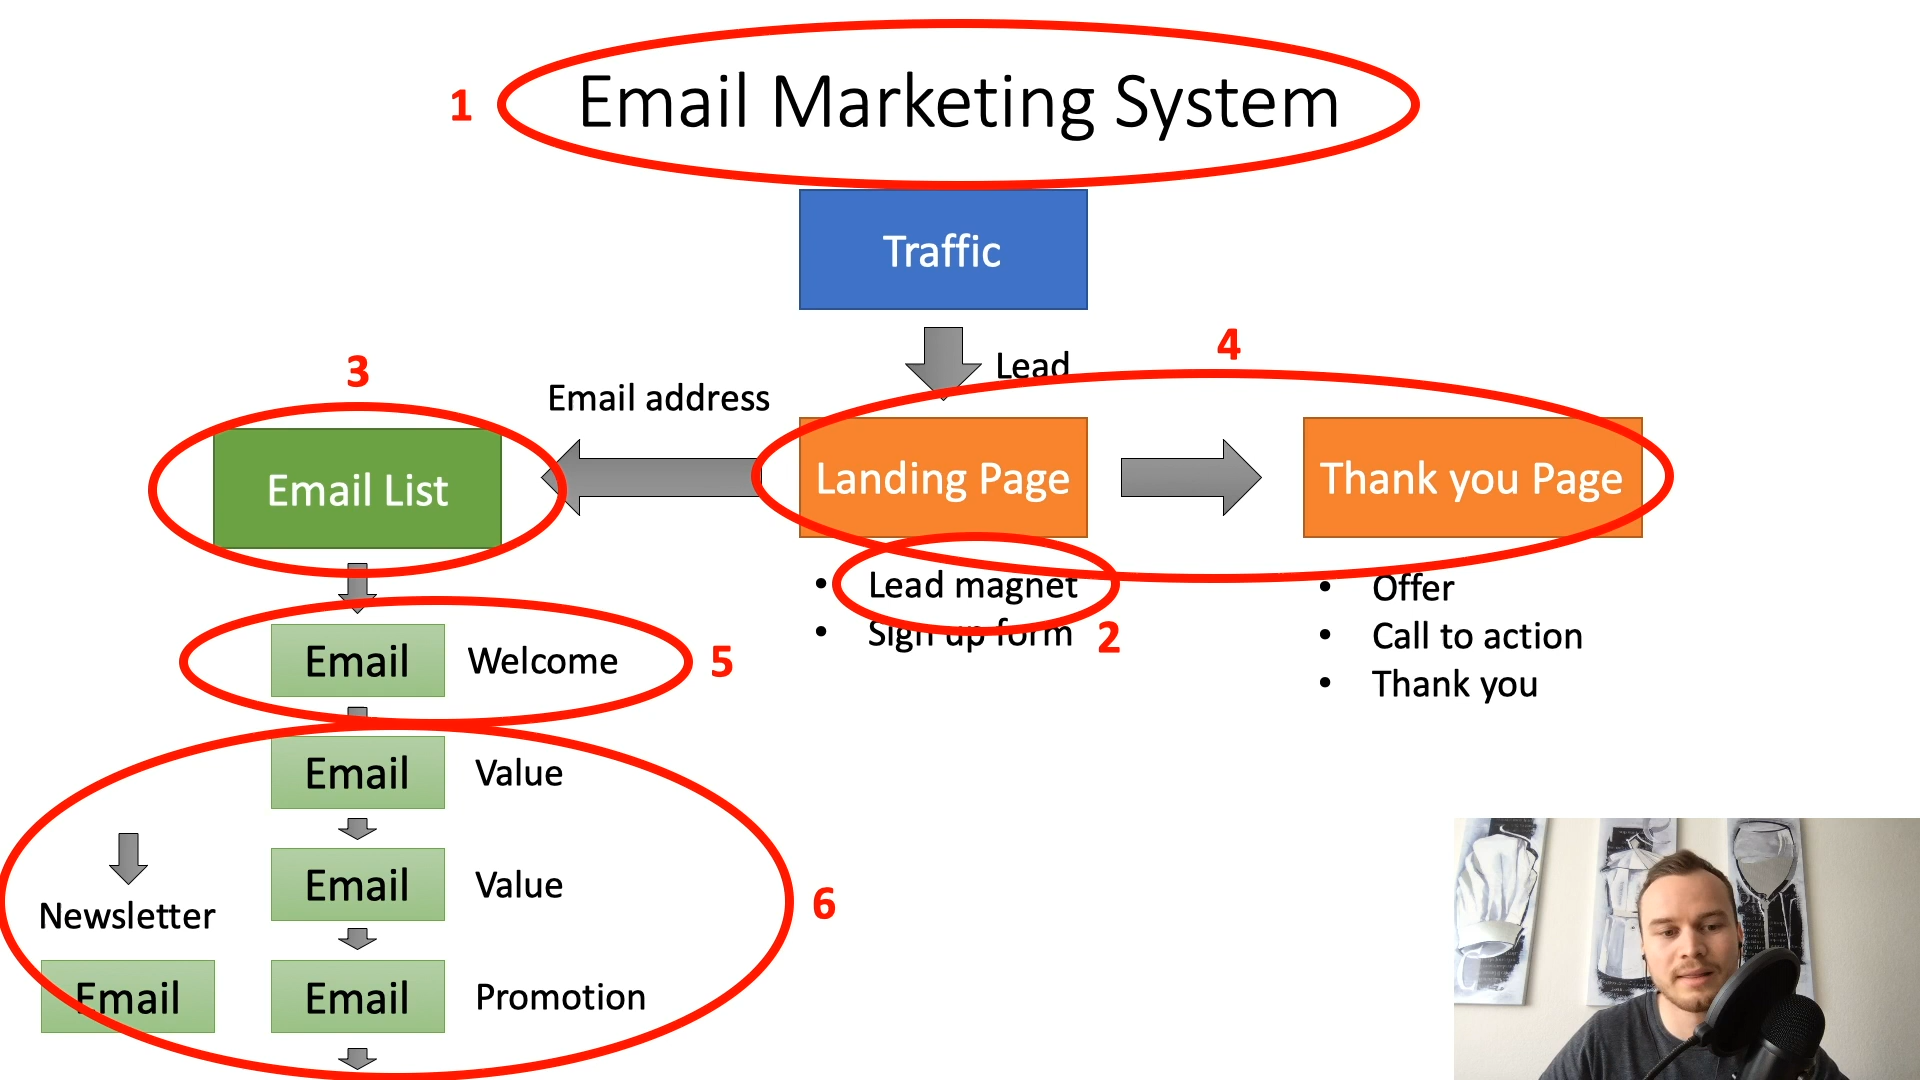 Email Marketing System
1
Traffic
Lead
4
3
Email address
Email List
Landing Page
Thank you Page
• Lead magnet
• Sign up form
2
• Offer
• Call to action
• Thank you
Email Welcome
5
Email Value
Email Value
6
Newsletter
Email
Email Promotion